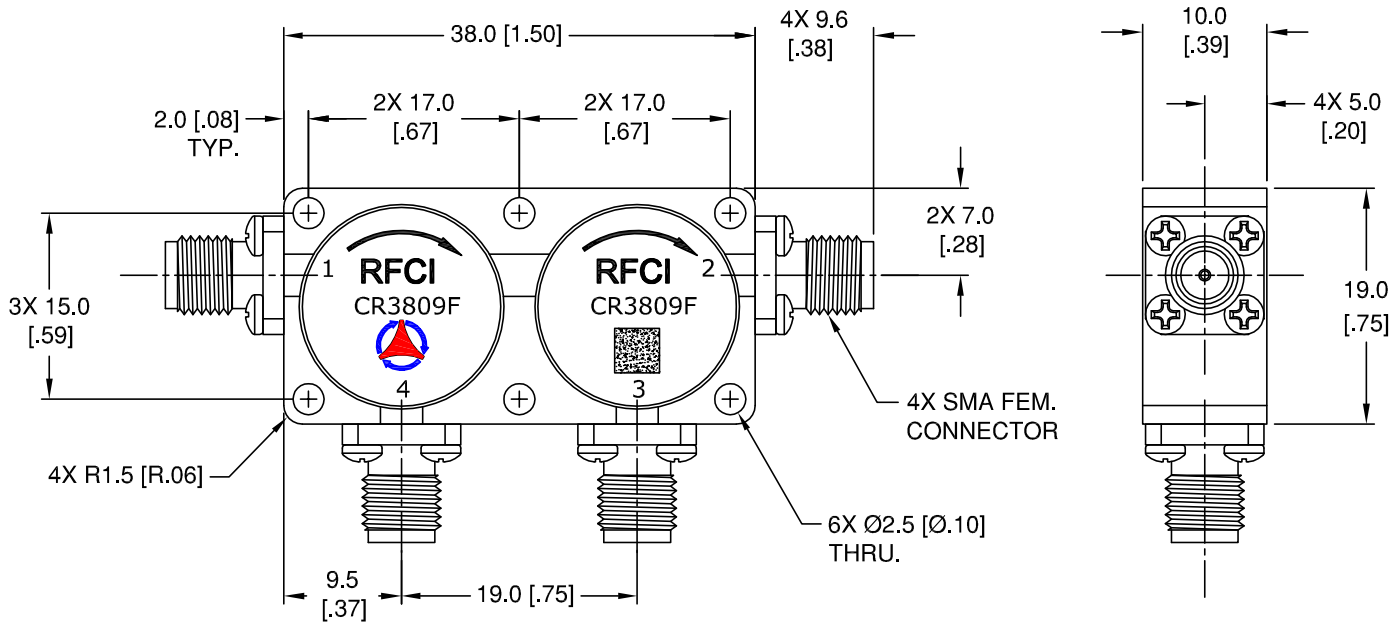 38.0 [1.50]
4X 9.6
[.38]
10.0
[.39]
2.0 [.08]
TYP.
2X 17.0
[.67]
2X 17.0
[.67]
4X 5.0
[.20]
2X 7.0
[.28]
3X 15.0
[.59]
1
RFCI
CR3809F
4
RFCI
2
CR3809F
3
19.0
[.75]
4X SMA FEM.
CONNECTOR
4X R1.5 [R.06]
6X Ø2.5 [Ø.10]
THRU.
9.5
[.37]
19.0 [.75]